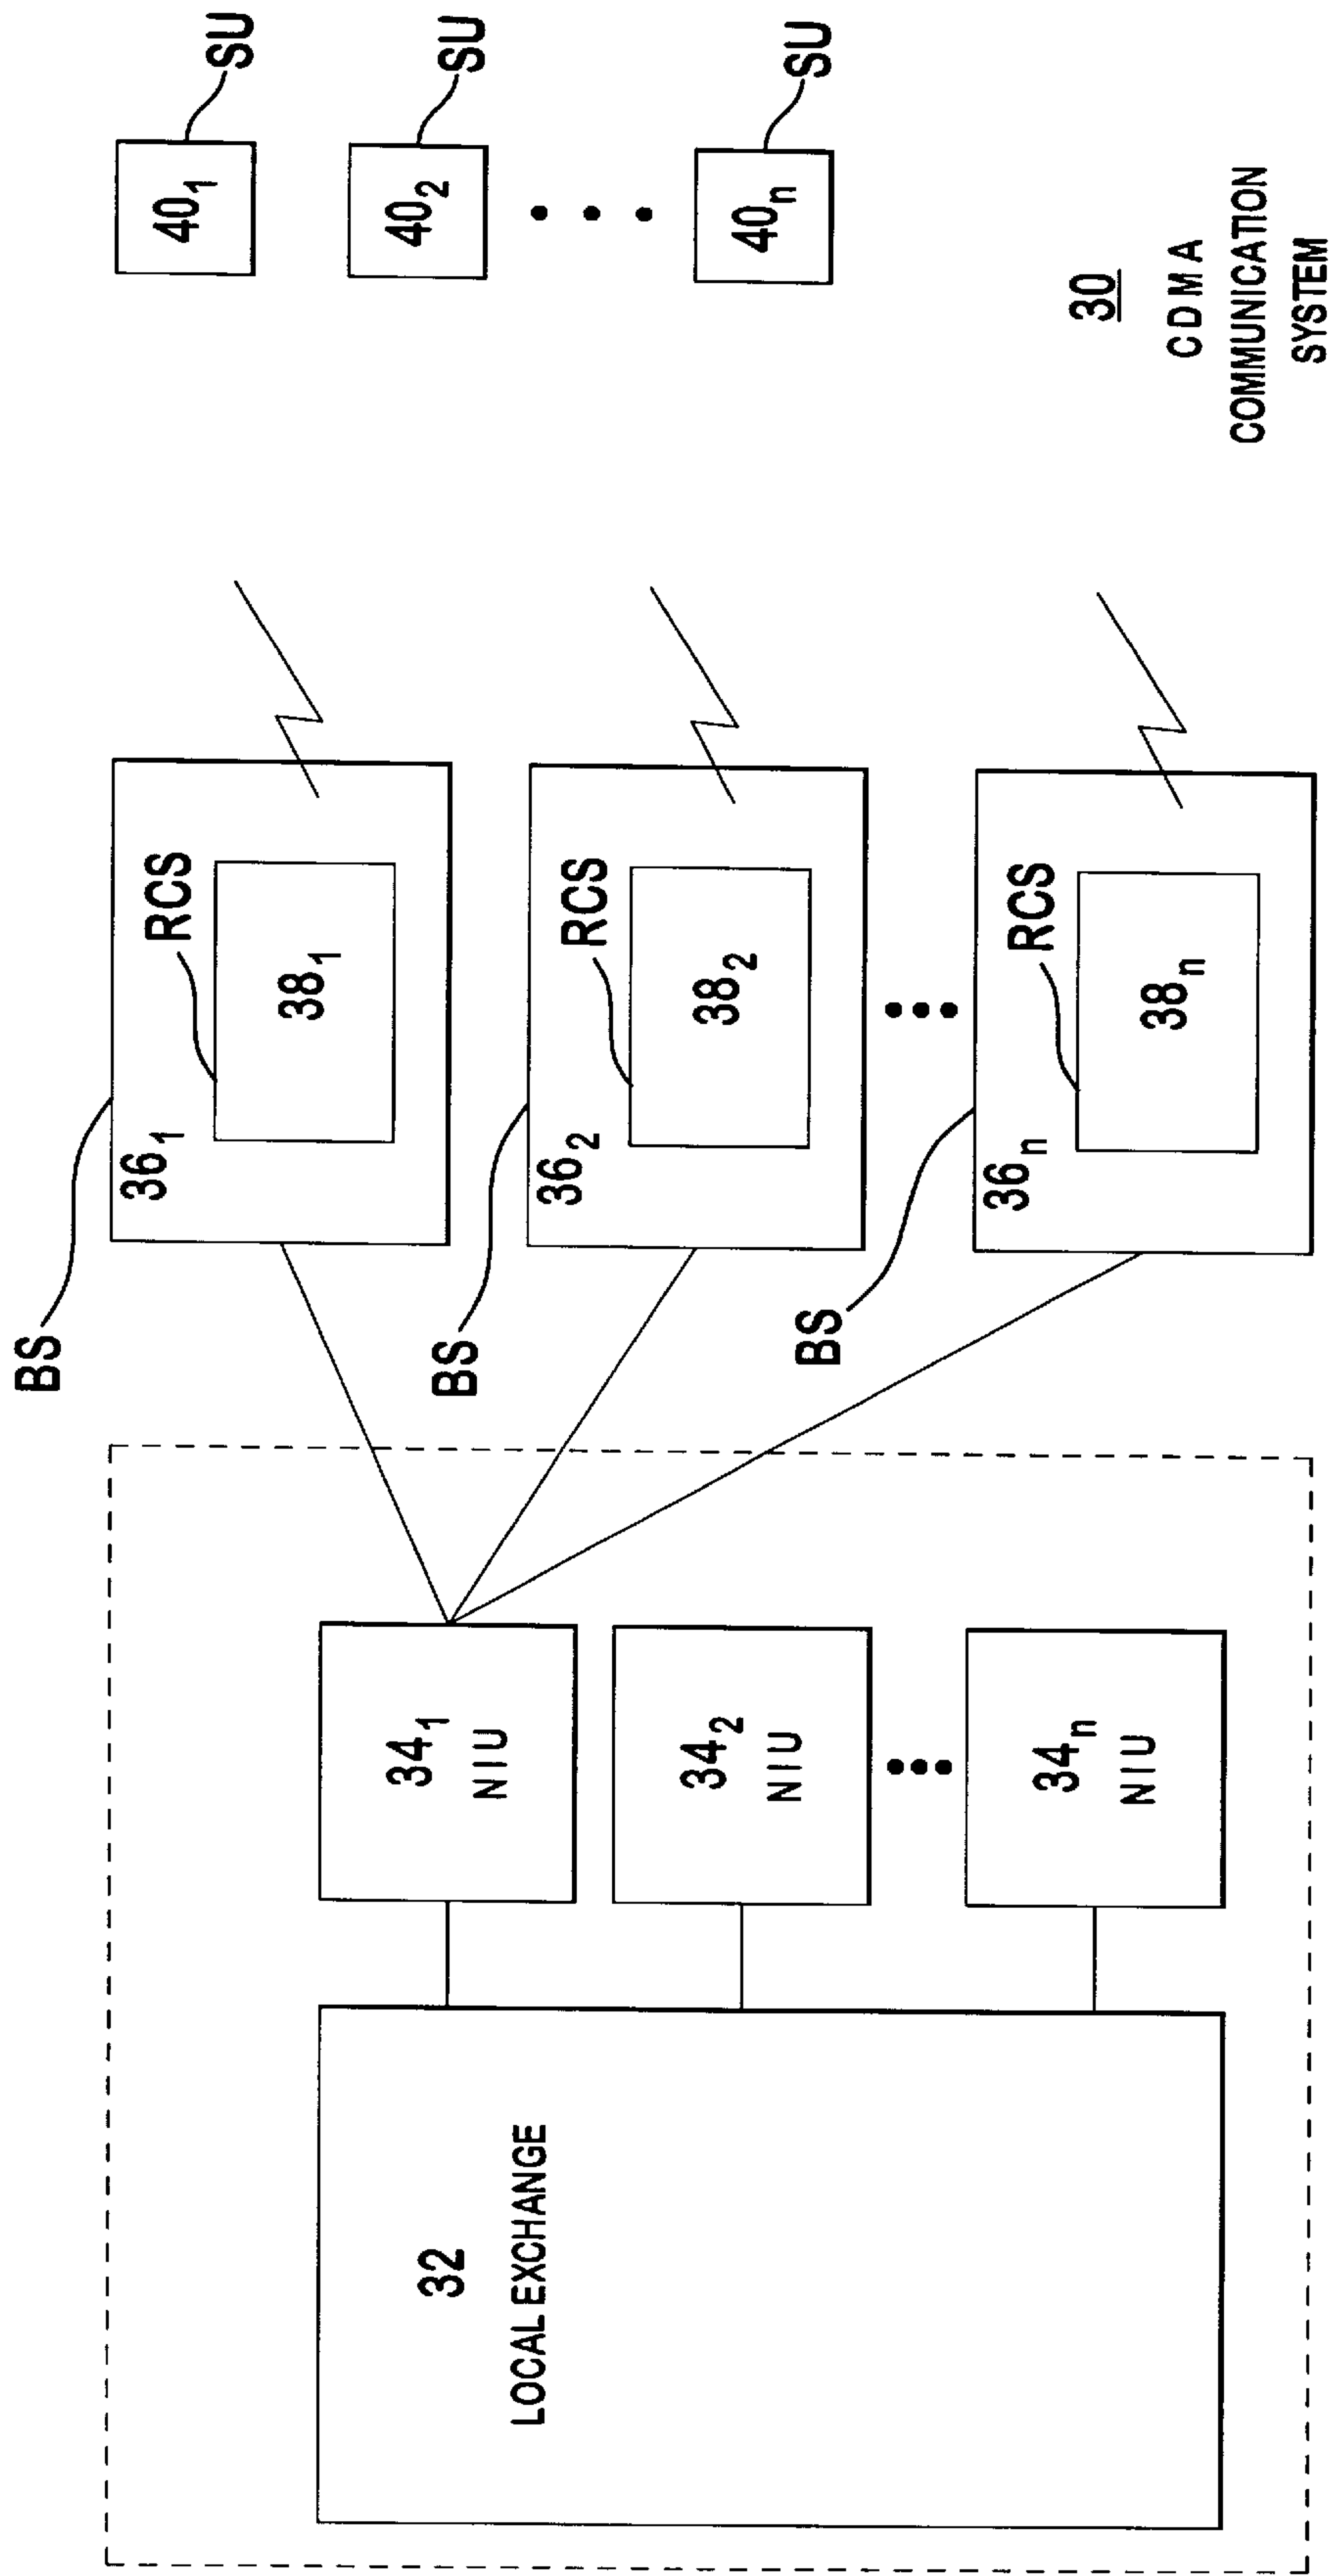 32
LOCAL EXCHANGE
34₁
NIU
34₂
NIU
34ₙ
NIU
BS
36₁
RCS
38₁
BS
36₂
RCS
38₂
BS
36ₙ
RCS
38ₙ
40₁
SU
40₂
SU
40ₙ
SU
30
CDMA
COMMUNICATION
SYSTEM